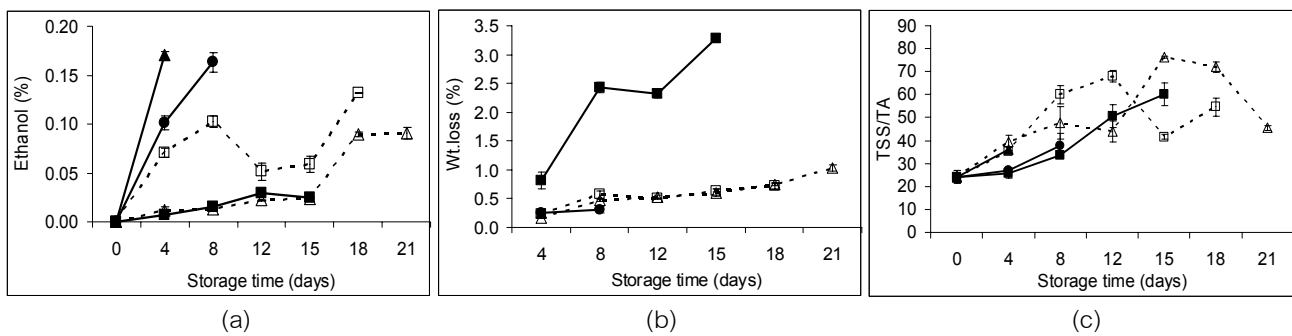 Ethanol (%)
0.20
0.15
0.10
0.05
0.00
0 4 8 12 15 18 21
Storage time (days)
(a)
Wt.loss (%)
3.5
3.0
2.5
2.0
1.5
1.0
0.5
0.0
4 8 12 15 18 21
Storage time (days)
(b)
TSS/TA
90
80
70
60
50
40
30
20
10
0
0 4 8 12 15 18 21
Storage time (days)
(c)